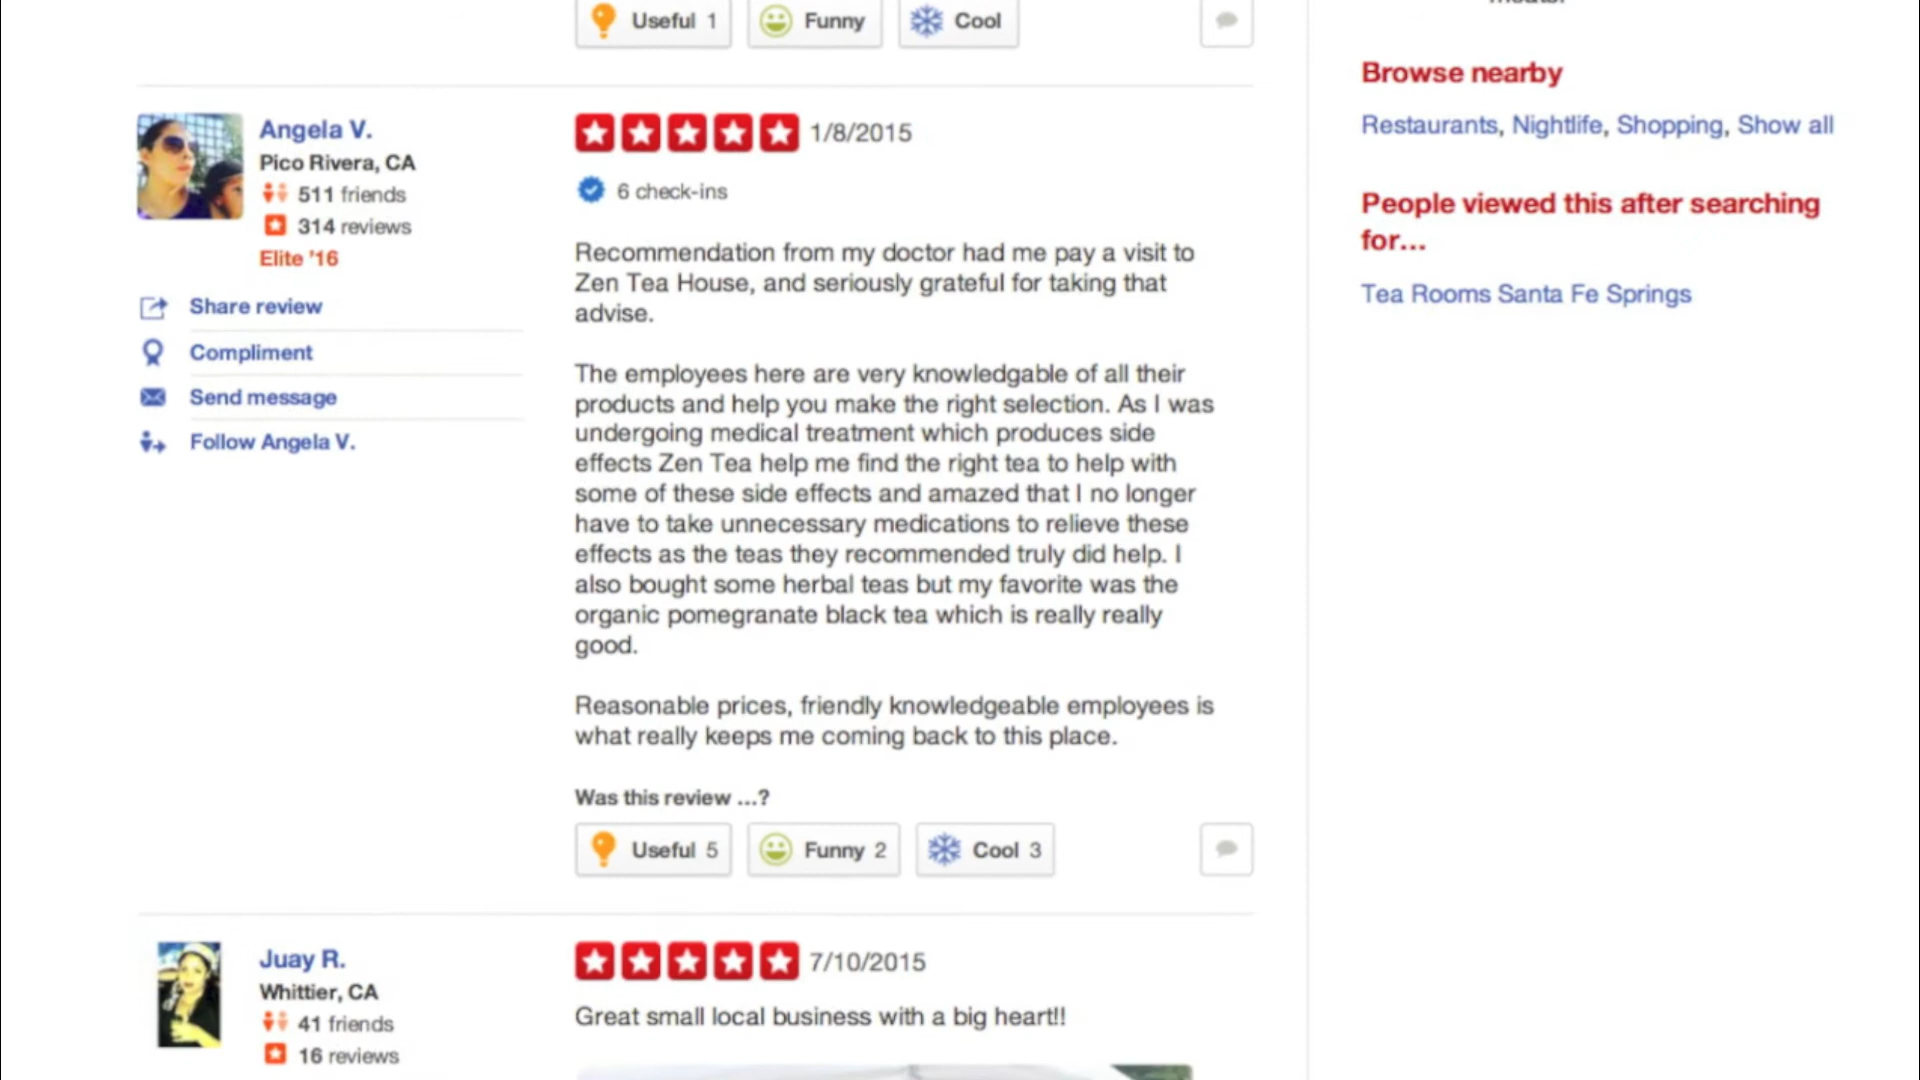 Useful 1
Funny
Cool
Angela V.
Pico Rivera, CA
511 friends
314 reviews
Elite '16
Share review
Compliment
Send message
Follow Angela V.
1/8/2015
6 check-ins
Recommendation from my doctor had me pay a visit to
Zen Tea House, and seriously grateful for taking that
advise.
The employees here are very knowledgable of all their
products and help you make the right selection. As I was
undergoing medical treatment which produces side
effects Zen Tea help me find the right tea to help with
some of these side effects and amazed that I no longer
have to take unnecessary medications to relieve these
effects as the teas they recommended truly did help. I
also bought some herbal teas but my favorite was the
organic pomegranate black tea which is really really
good.
Reasonable prices, friendly knowledgeable employees is
what really keeps me coming back to this place.
Was this review ...?
Useful 5
Funny 2
Cool 3
Juay R.
Whittier, CA
41 friends
16 reviews
7/10/2015
Great small local business with a big heart!!
Browse nearby
Restaurants, Nightlife, Shopping, Show all
People viewed this after searching
for...
Tea Rooms Santa Fe Springs